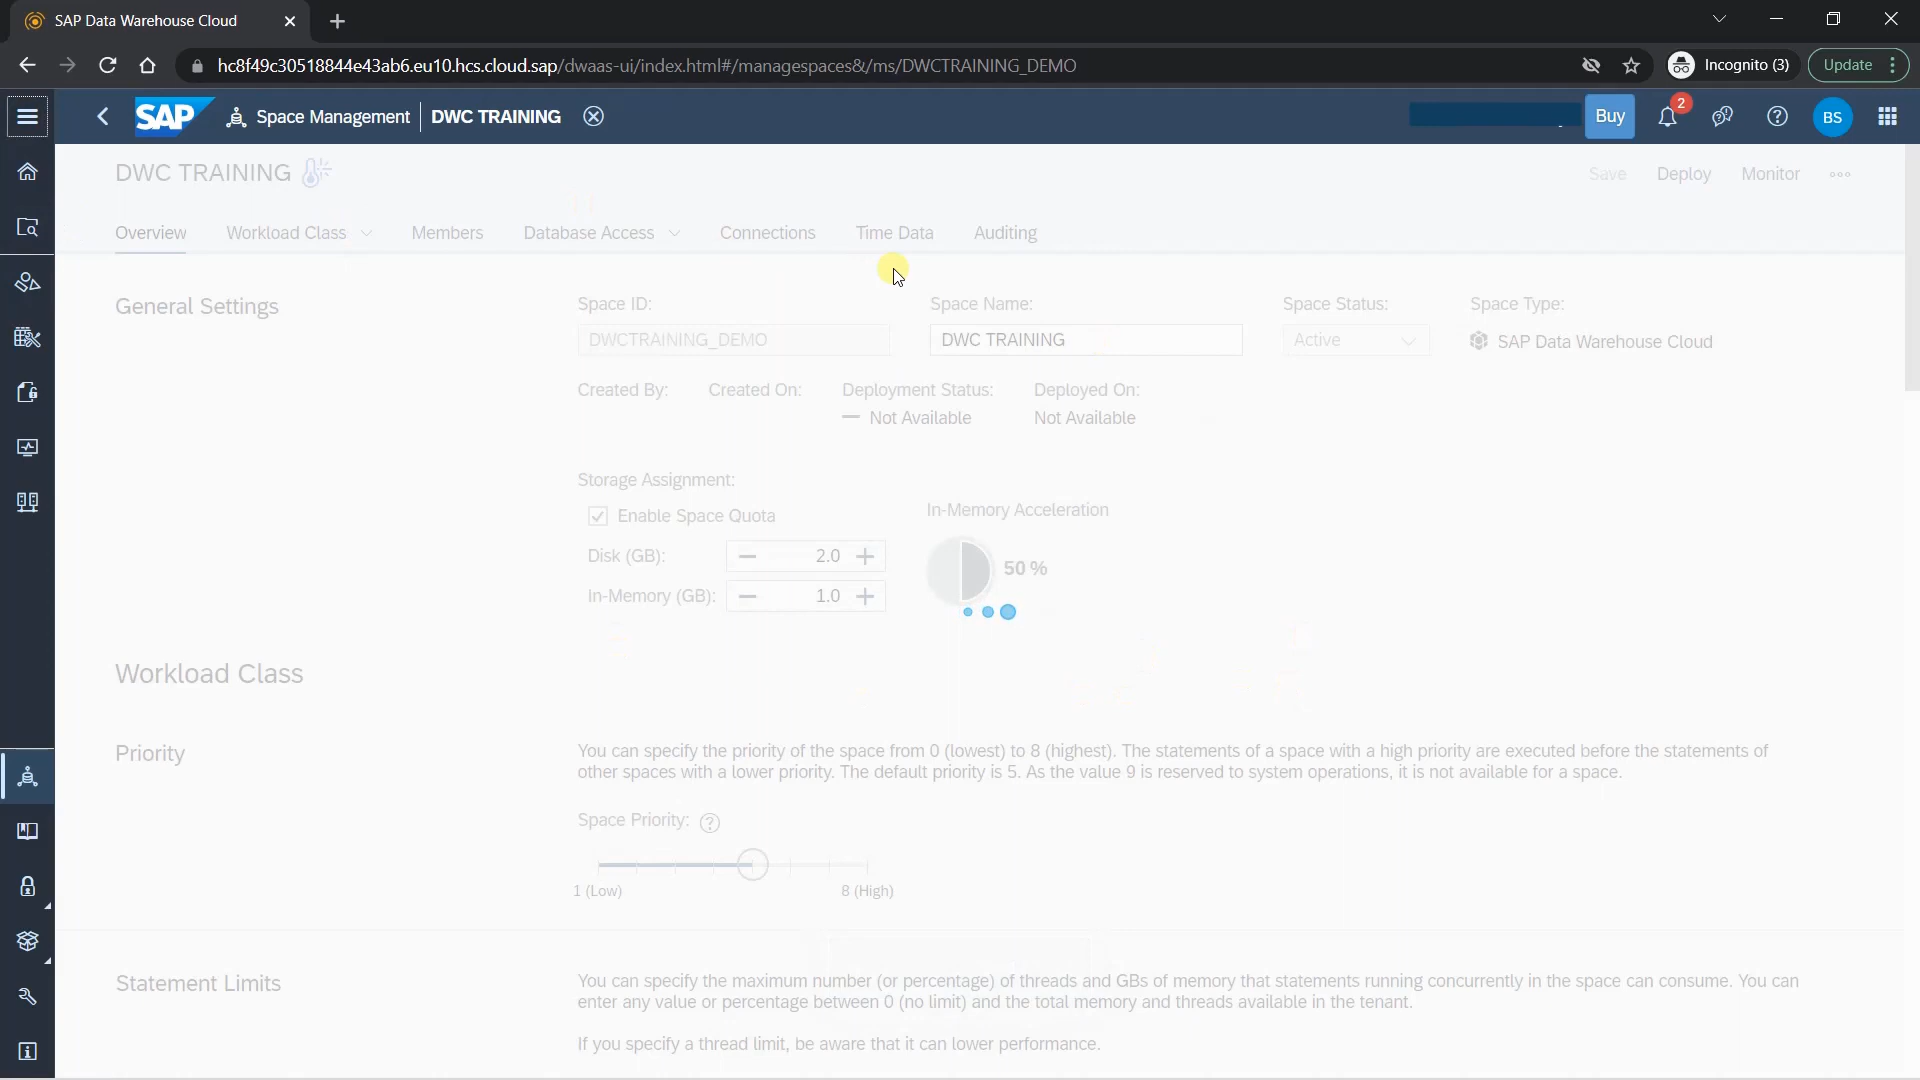 SAP Data Warehouse Cloud
hc8f49c30518844e43ab6.eu10.hcs.cloud.sap/dwaas-ui/index.html#/managespaces&/ms/DWCTRAINING_DEMO
Incognito (3)
Update
SAP
Space Management
DWC TRAINING
Buy
2
BS
DWC TRAINING
Save Deploy Monitor
Overview Workload Class Members Database Access Connections Time Data Auditing
General Settings
Space ID: Space Name: Space Status: Space Type:
DWCTRAINING_DEMO DWC TRAINING Active SAP Data Warehouse Cloud
Created By: Created On: Deployment Status: Deployed On:
Not Available Not Available
Storage Assignment:
Enable Space Quota
In-Memory Acceleration
Disk (GB): 2.0
50 %
In-Memory (GB): 1.0
Workload Class
Priority
You can specify the priority of the space from 0 (lowest) to 8 (highest). The statements of a space with a high priority are executed before the statements of
other spaces with a lower priority. The default priority is 5. As the value 9 is reserved to system operations, it is not available for a space.
Space Priority:
1 (Low) 8 (High)
Statement Limits
You can specify the maximum number (or percentage) of threads and GBs of memory that statements running concurrently in the space can consume. You can
enter any value or percentage between 0 (no limit) and the total memory and threads available in the tenant.
If you specify a thread limit, be aware that it can lower performance.